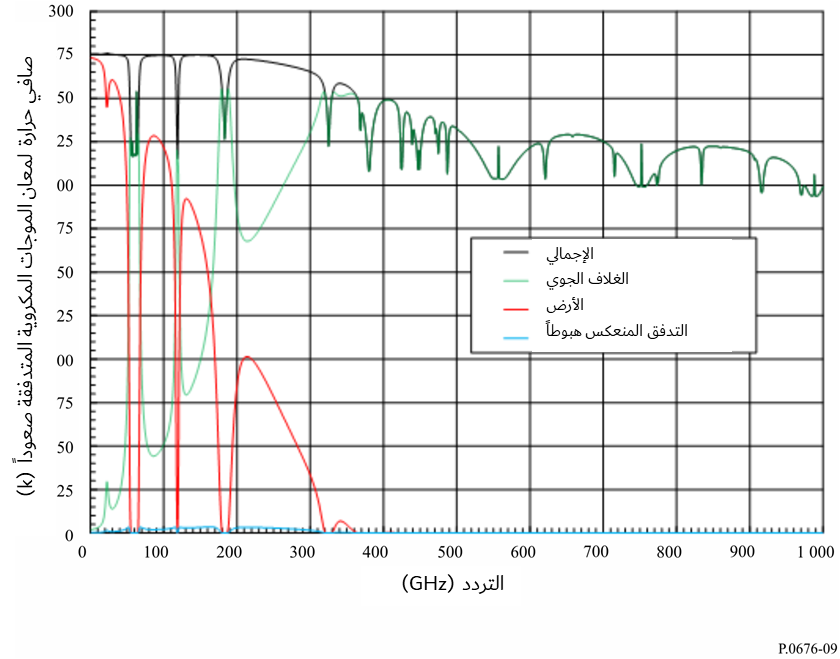 صافي حرارة لمعان الموجات المكروية المتدفقة صعوداً (k)
300
75
50
25
00
75
50
25
00
75
50
25
0
الإجمالي
الغلاف الجوي
الأرض
التدفق المنعكس هبوطاً
0 100 200 300 400 500 600 700 800 900 1 000
التردد (GHz)
P.0676-09